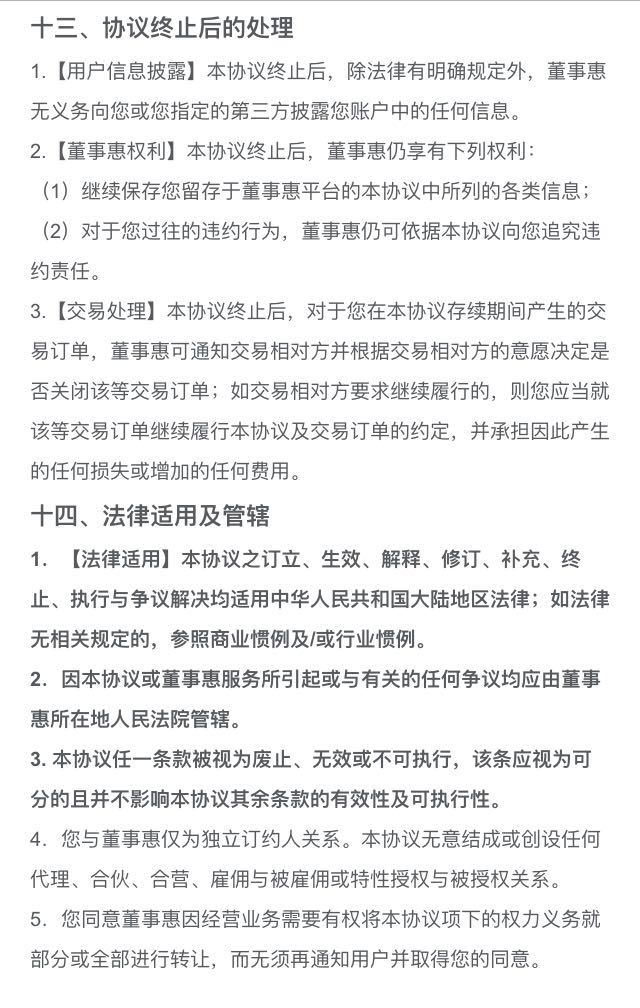 十三、协议终止后的处理
1.【用户信息披露】本协议终止后，除法律有明确规定外，董事惠
无义务向您或您指定的第三方披露您账户中的任何信息。
2.【董事惠权利】本协议终止后，董事惠仍享有下列权利：
（1）继续保存您留存于董事惠平台的本协议中所列的各类信息；
（2）对于您过往的违约行为，董事惠仍可依据本协议向您追究违
约责任。
3.【交易处理】本协议终止后，对于您在本协议存续期间产生的交
易订单，董事惠可通知交易相对方并根据交易相对方的意愿决定是
否关闭该等交易订单；如交易相对方要求继续履行的，则您应当就
该等交易订单继续履行本协议及交易订单的约定，并承担因此产生
的任何损失或增加的任何费用。
十四、法律适用及管辖
1. 【法律适用】本协议之订立、生效、解释、修订、补充、终
止、执行与争议解决均适用中华人民共和国大陆地区法律；如法律
无相关规定的，参照商业惯例及/或行业惯例。
2. 因本协议或董事惠服务所引起或与有关的任何争议均应由董事
惠所在地人民法院管辖。
3. 本协议任一条款被视为废止、无效或不可执行，该条应视为可
分的且并不影响本协议其余条款的有效性及可执行性。
4. 您与董事惠仅为独立订约人关系。本协议无意结成或创设任何
代理、合伙、合营、雇佣与被雇佣或特性授权与被授权关系。
5. 您同意董事惠因经营业务需要有权将本协议项下的权力义务就
部分或全部进行转让，而无须再通知用户并取得您的同意。